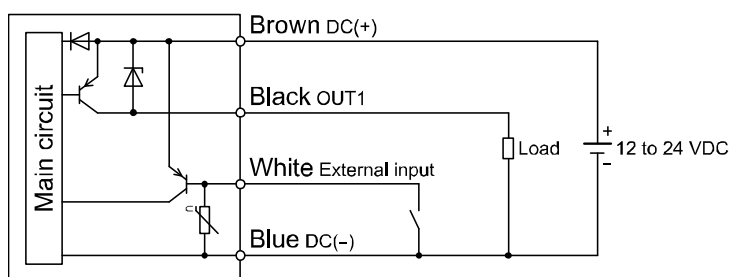 Brown DC(+)
Main circuit
Black OUT1
Load
+
12 to 24 VDC
−
White External input
Blue DC(−)